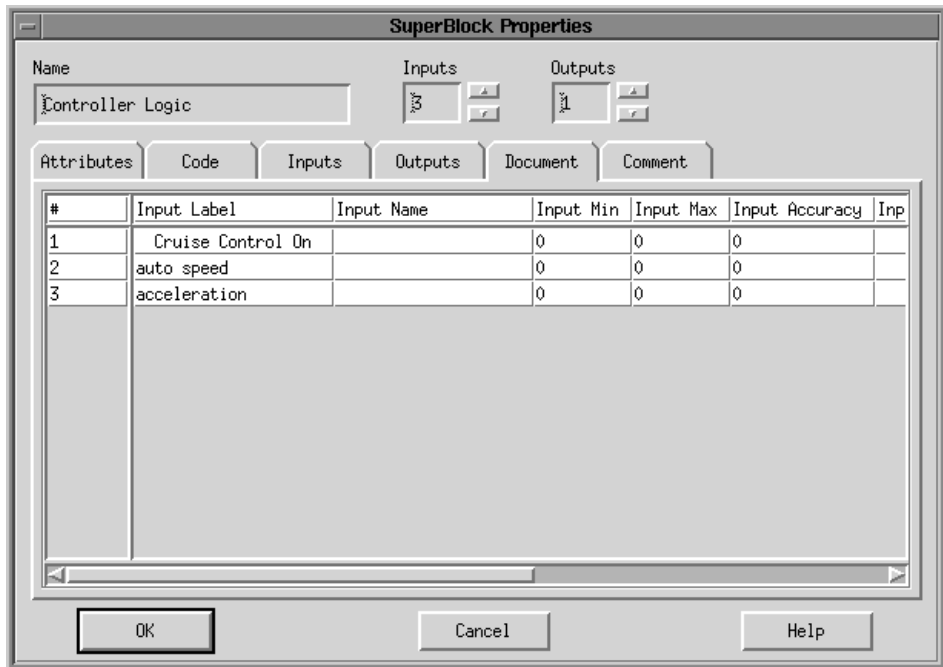 SuperBlock Properties
Name Inputs Outputs
Controller Logic 3 1
Attributes Code Inputs Outputs Document Comment
# Input Label Input Name Input Min Input Max Input Accuracy Inp
1 Cruise Control On 0 0 0
2 auto speed 0 0 0
3 acceleration 0 0 0
OK Cancel Help